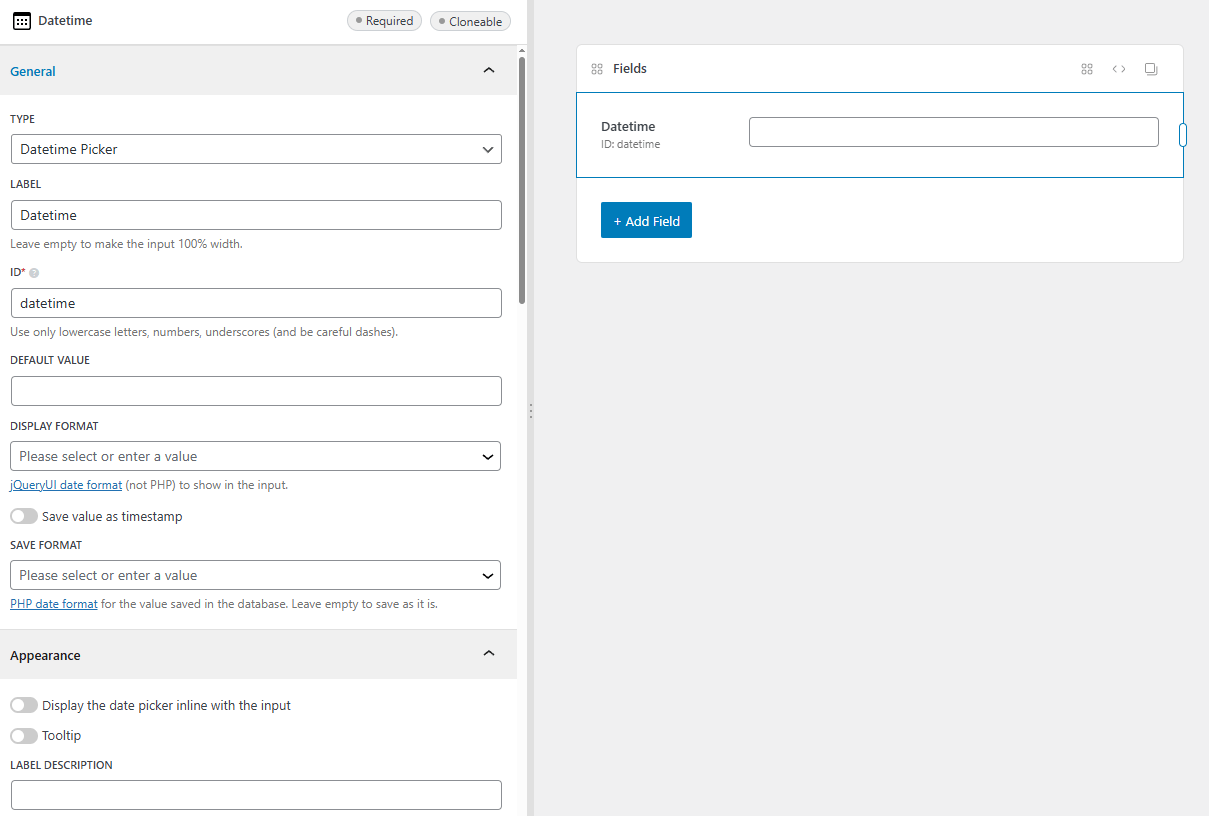 Datetime
Required
Cloneable
General
TYPE
Datetime Picker
LABEL
Datetime
Leave empty to make the input 100% width.
ID*
datetime
Use only lowercase letters, numbers, underscores (and be careful dashes).
DEFAULT VALUE
DISPLAY FORMAT
Please select or enter a value
jQueryUI date format (not PHP) to show in the input.
Save value as timestamp
SAVE FORMAT
Please select or enter a value
PHP date format for the value saved in the database. Leave empty to save as it is.
Appearance
Display the date picker inline with the input
Tooltip
LABEL DESCRIPTION
Fields
Datetime
ID: datetime
+ Add Field